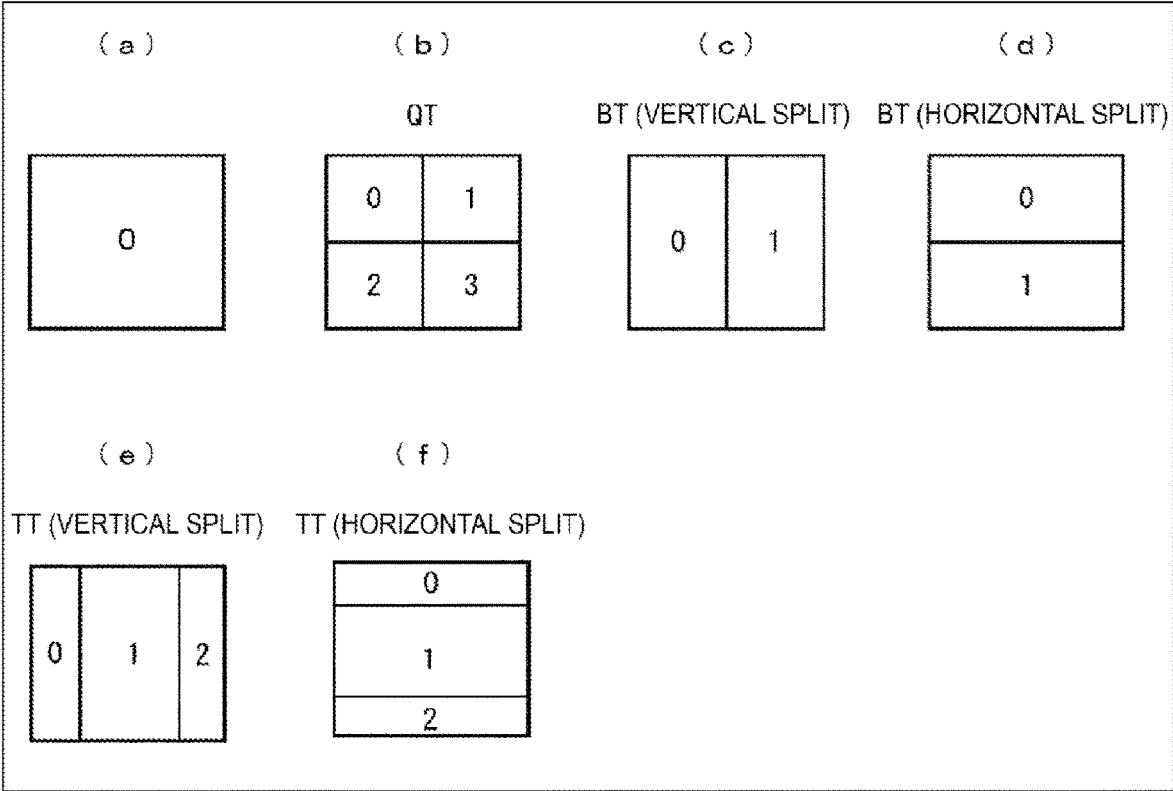 (a) (b) (c) (d)
QT BT (VERTICAL SPLIT) BT (HORIZONTAL SPLIT)
0
0 1
2 3
0 1
0
1
(e) (f)
TT (VERTICAL SPLIT) TT (HORIZONTAL SPLIT)
0 1 2
0
1
2